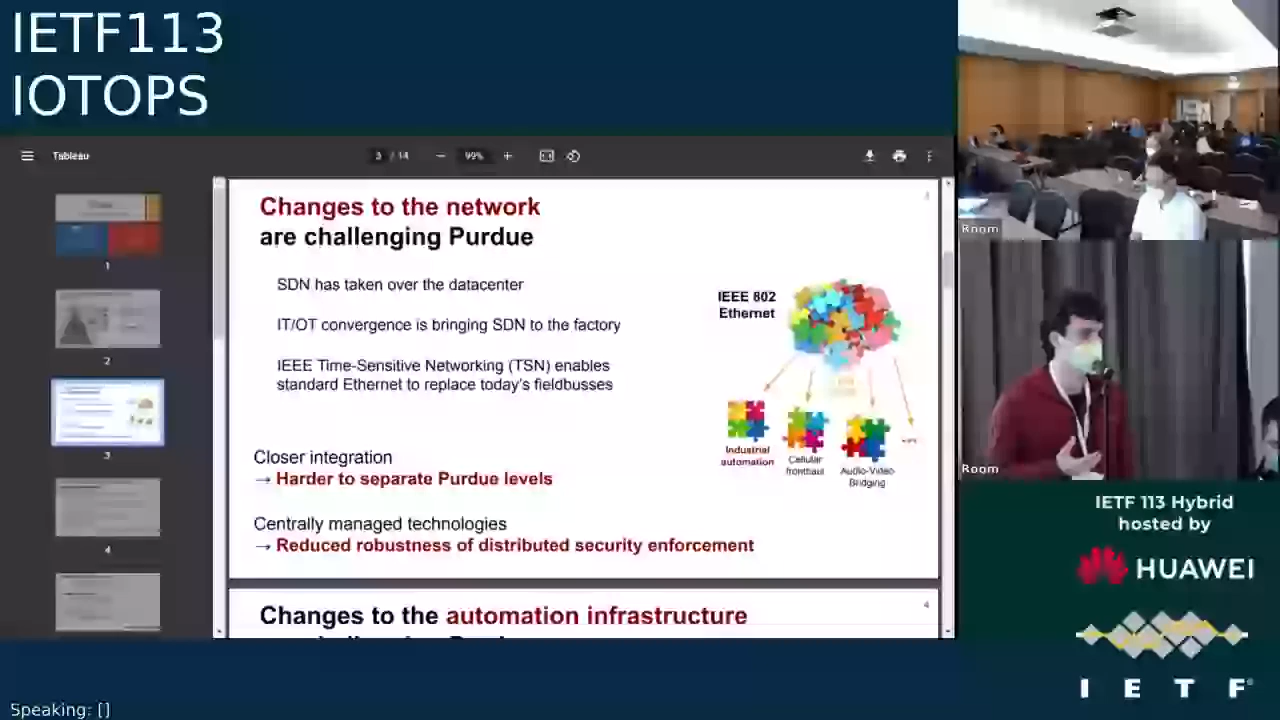 IETF113
IOTOPS
Tableau
3 / 14
99%
1
2
3
4
3
Changes to the network
are challenging Purdue
SDN has taken over the datacenter
IT/OT convergence is bringing SDN to the factory
IEEE Time-Sensitive Networking (TSN) enables
standard Ethernet to replace today's fieldbusses
IEEE 802
Ethernet
Industrial
automation
Cellular
fronthaul
Audio-Video
Bridging
Closer integration
→ Harder to separate Purdue levels
Centrally managed technologies
→ Reduced robustness of distributed security enforcement
4
Changes to the automation infrastructure
Room
Room
IETF 113 Hybrid
hosted by
HUAWEI
I E T F
Speaking: []